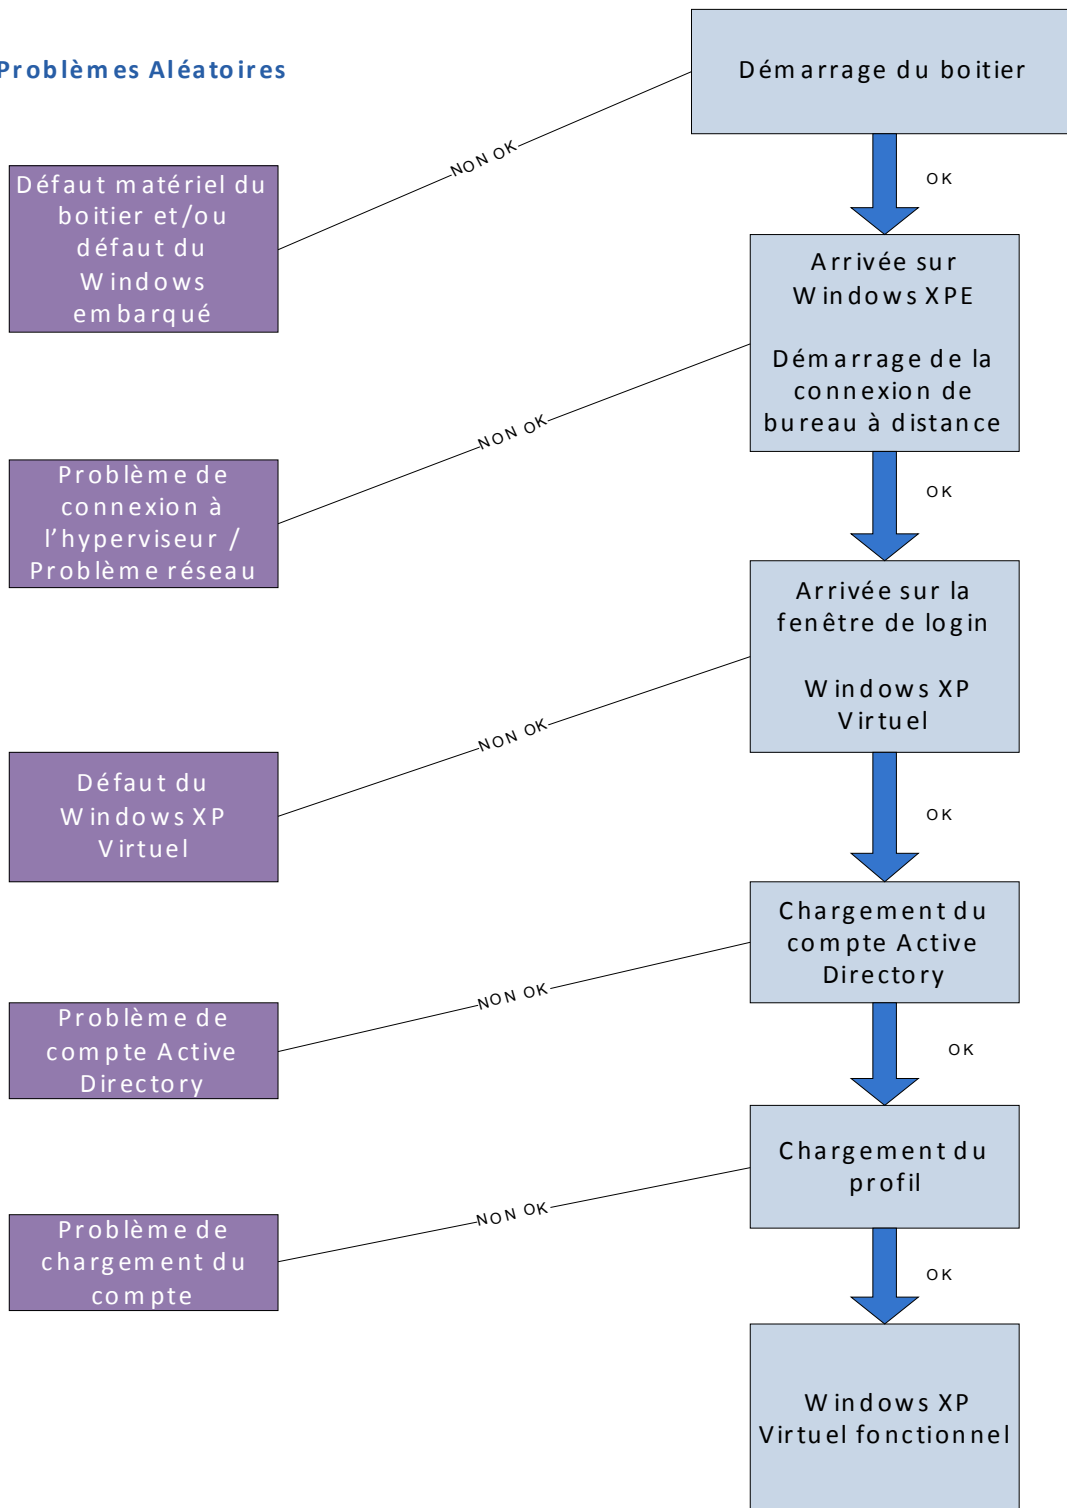 Problèmes Aléatoires
Démarrage du boitier
NON OK
OK
Défaut matériel du
boitier et/ou
défaut du
Windows
embarqué
Arrivée sur
Windows XPE
Démarrage de la
connexion de
bureau à distance
NON OK
OK
Problème de
connexion à
l’hyperviseur /
Problème réseau
Arrivée sur la
fenêtre de login
Windows XP
Virtuel
NON OK
OK
Défaut du
Windows XP
Virtuel
Chargement du
compte Active
Directory
NON OK
OK
Problème de
compte Active
Directory
Chargement du
profil
NON OK
OK
Problème de
chargement du
compte
Windows XP
Virtuel fonctionnel